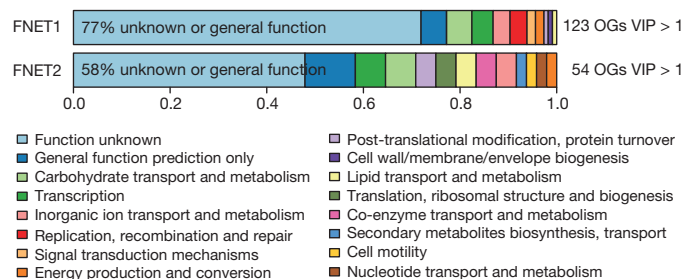 FNET1 77% unknown or general function 123 OGs VIP > 1
FNET2 58% unknown or general function 54 OGs VIP > 1
0.0 0.2 0.4 0.6 0.8 1.0
Function unknown
General function prediction only
Carbohydrate transport and metabolism
Transcription
Inorganic ion transport and metabolism
Replication, recombination and repair
Signal transduction mechanisms
Energy production and conversion
Post-translational modification, protein turnover
Cell wall/membrane/envelope biogenesis
Lipid transport and metabolism
Translation, ribosomal structure and biogenesis
Co-enzyme transport and metabolism
Secondary metabolites biosynthesis, transport
Cell motility
Nucleotide transport and metabolism